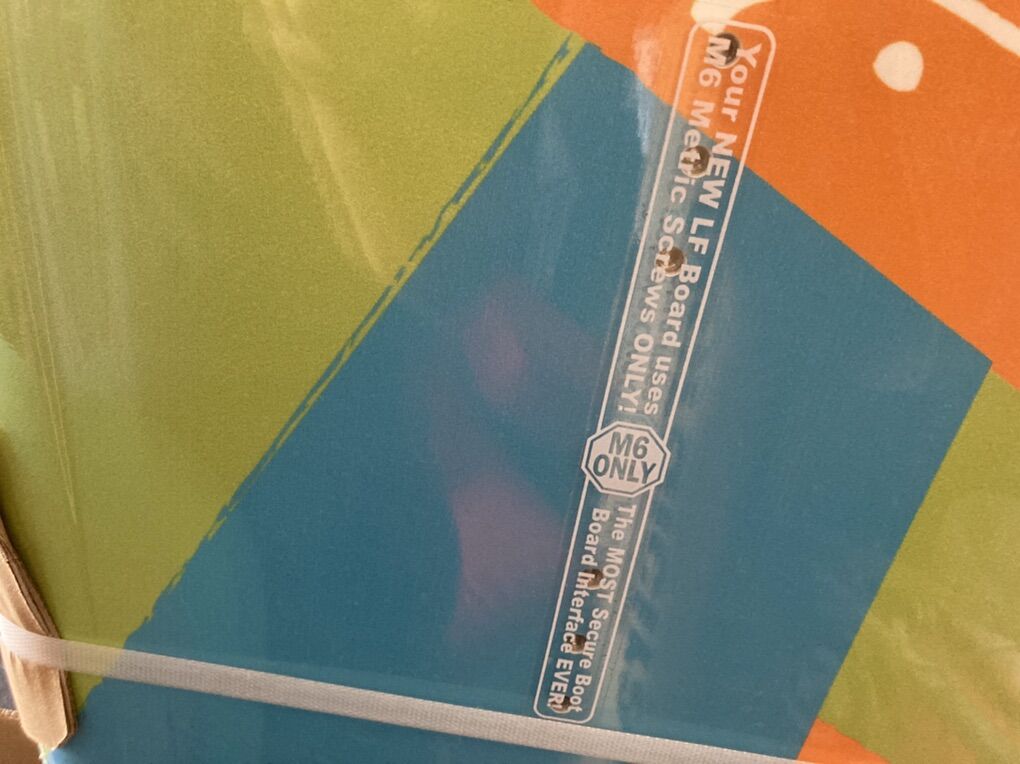 Your NEW LF Board uses
M6 Metric Screws ONLY!
M6
ONLY
The MOST Secure Boot
Board Interface EVER!